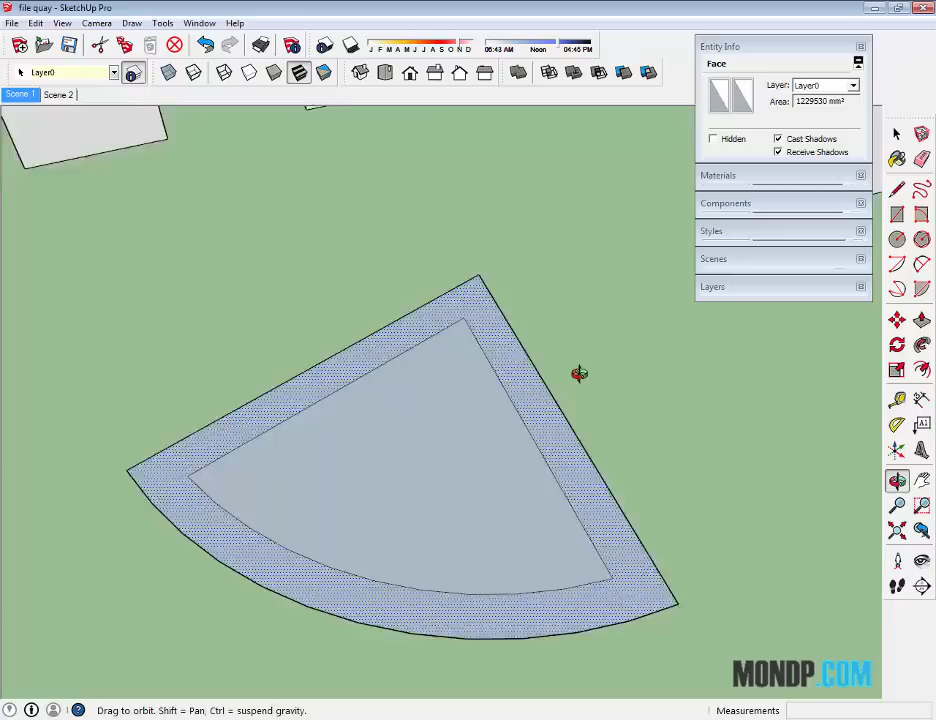 file quay - SketchUp Pro
File Edit View Camera Draw Tools Window Help
J F M A M J J A S O N D
06:43 AM Noon 04:45 PM
Layer0
Scene 1 Scene 2
Entity Info
Face
Layer: Layer0
Area: 1229530 mm²
Hidden
Cast Shadows
Receive Shadows
Materials
Components
Styles
Scenes
Layers
A1
MONDP.COM
Drag to orbit. Shift = Pan, Ctrl = suspend gravity.
Measurements